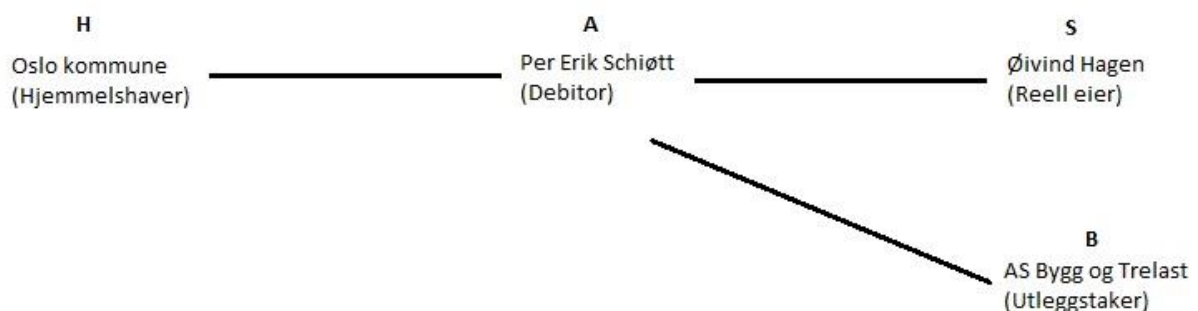 H
Oslo kommune
(Hjemmelshaver)
A
Per Erik Schiøtt
(Debitor)
S
Øivind Hagen
(Reell eier)
B
AS Bygg og Trelast
(Utleggstaker)